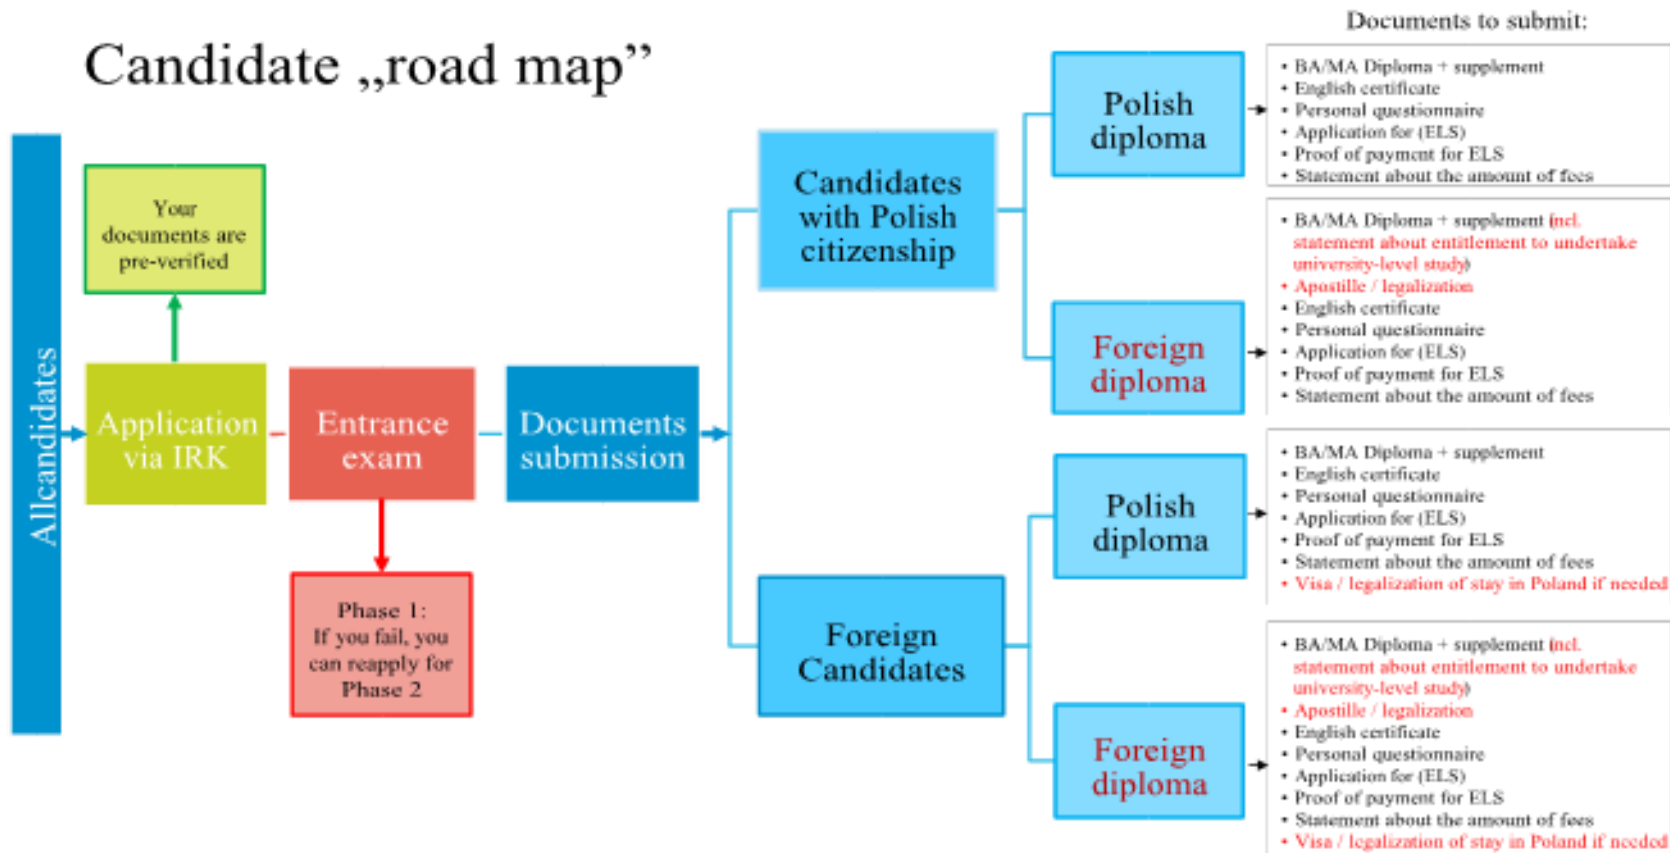 Candidate „road map”
Documents to submit:
Allcandidates
Your
documents are
pre-verified
Application
via IRK
Entrance
exam
Phase 1:
If you fail, you
can reapply for
Phase 2
Documents
submission
Candidates
with Polish
citizenship
Polish
diploma
• BA/MA Diploma + supplement
• English certificate
• Personal questionnaire
• Application for (ELS)
• Proof of payment for ELS
• Statement about the amount of fees
Foreign
diploma
• BA/MA Diploma + supplement (incl.
statement about entitlement to undertake
university-level study)
• Apostille / legalization
• English certificate
• Personal questionnaire
• Application for (ELS)
• Proof of payment for ELS
• Statement about the amount of fees
Foreign
Candidates
Polish
diploma
• BA/MA Diploma + supplement
• English certificate
• Personal questionnaire
• Application for (ELS)
• Proof of payment for ELS
• Statement about the amount of fees
• Visa / legalization of stay in Poland if needed
Foreign
diploma
• BA/MA Diploma + supplement (incl.
statement about entitlement to undertake
university-level study)
• Apostille / legalization
• English certificate
• Personal questionnaire
• Application for (ELS)
• Proof of payment for ELS
• Statement about the amount of fees
• Visa / legalization of stay in Poland if needed